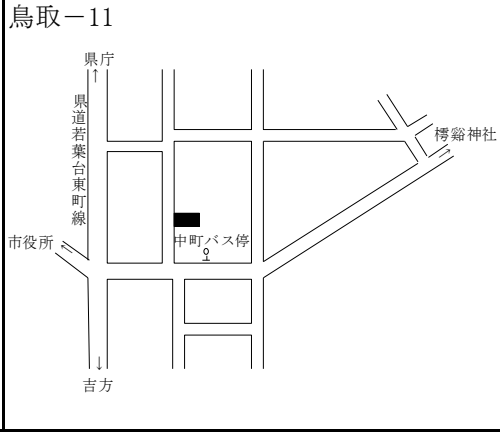 鳥取－11
県庁
↑
県道若葉台東町線
樗谿神社
→
市役所
←
中町バス停
↓
吉方